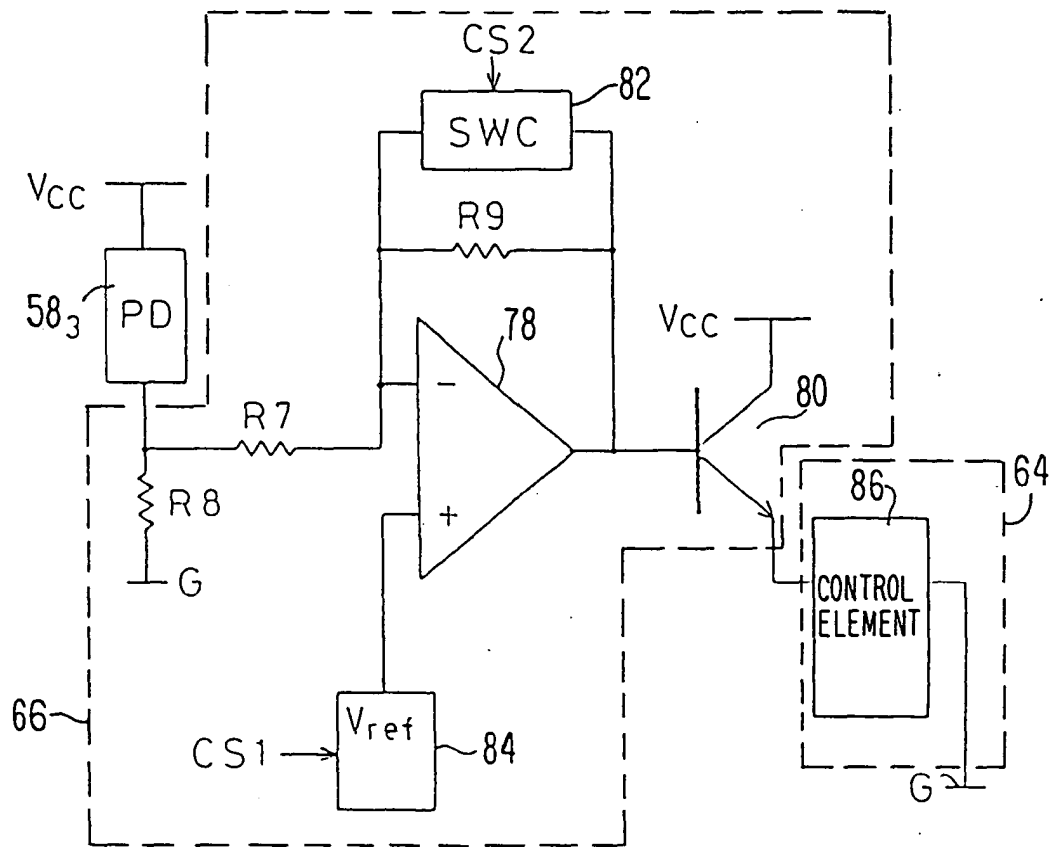 CS2
82
SWC
VCC
R9
58₃
PD
78
VCC
80
R7
−
R8
+
64
86
G
CONTROL
ELEMENT
66
Vref
CS1
84
G